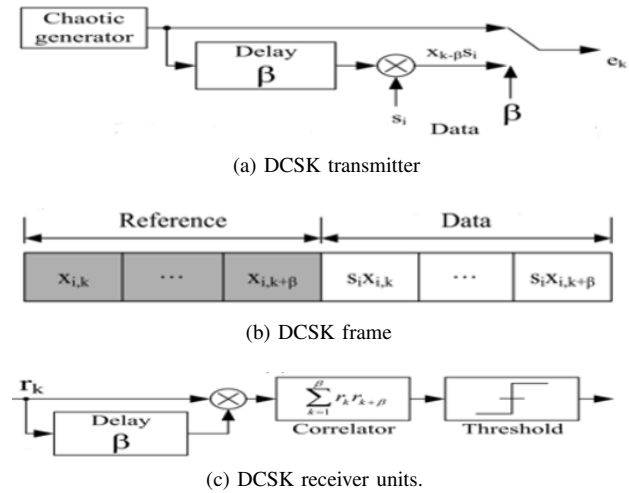 Chaotic
generator
Delay
β
x_{k-β}s_i
s_i
Data
β
e_k
(a) DCSK transmitter
Reference Data
x_{i,k} ⋯ x_{i,k+β} s_i x_{i,k} ⋯ s_i x_{i,k+β}
(b) DCSK frame
r_k
Delay
β
\sum_{k=1}^{β} r_k r_{k+β}
Correlator Threshold
(c) DCSK receiver units.